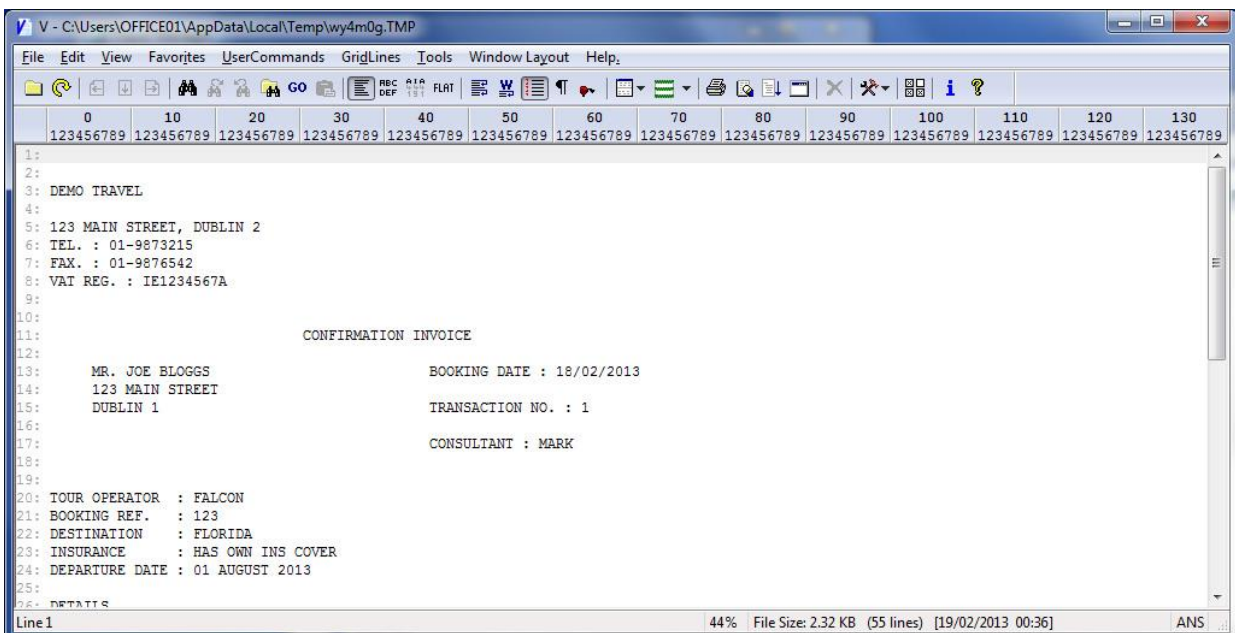 V - C:\Users\OFFICE01\AppData\Local\Temp\wy4m0g.TMP
File Edit View Favorites UserCommands GridLines Tools Window Layout Help.
GO ABC DEF FLAT
0 10 20 30 40 50 60 70 80 90 100 110 120 130
123456789 123456789 123456789 123456789 123456789 123456789 123456789 123456789 123456789 123456789 123456789 123456789 123456789 123456789
1:
2:
3: DEMO TRAVEL
4:
5: 123 MAIN STREET, DUBLIN 2
6: TEL. : 01-9873215
7: FAX. : 01-9876542
8: VAT REG. : IE1234567A
9:
10:
11: CONFIRMATION INVOICE
12:
13: MR. JOE BLOGGS BOOKING DATE : 18/02/2013
14: 123 MAIN STREET
15: DUBLIN 1 TRANSACTION NO. : 1
16:
17: CONSULTANT : MARK
18:
19:
20: TOUR OPERATOR : FALCON
21: BOOKING REF. : 123
22: DESTINATION : FLORIDA
23: INSURANCE : HAS OWN INS COVER
24: DEPARTURE DATE : 01 AUGUST 2013
25:
26: DETAILS
Line 1 44% File Size: 2.32 KB (55 lines) [19/02/2013 00:36] ANS